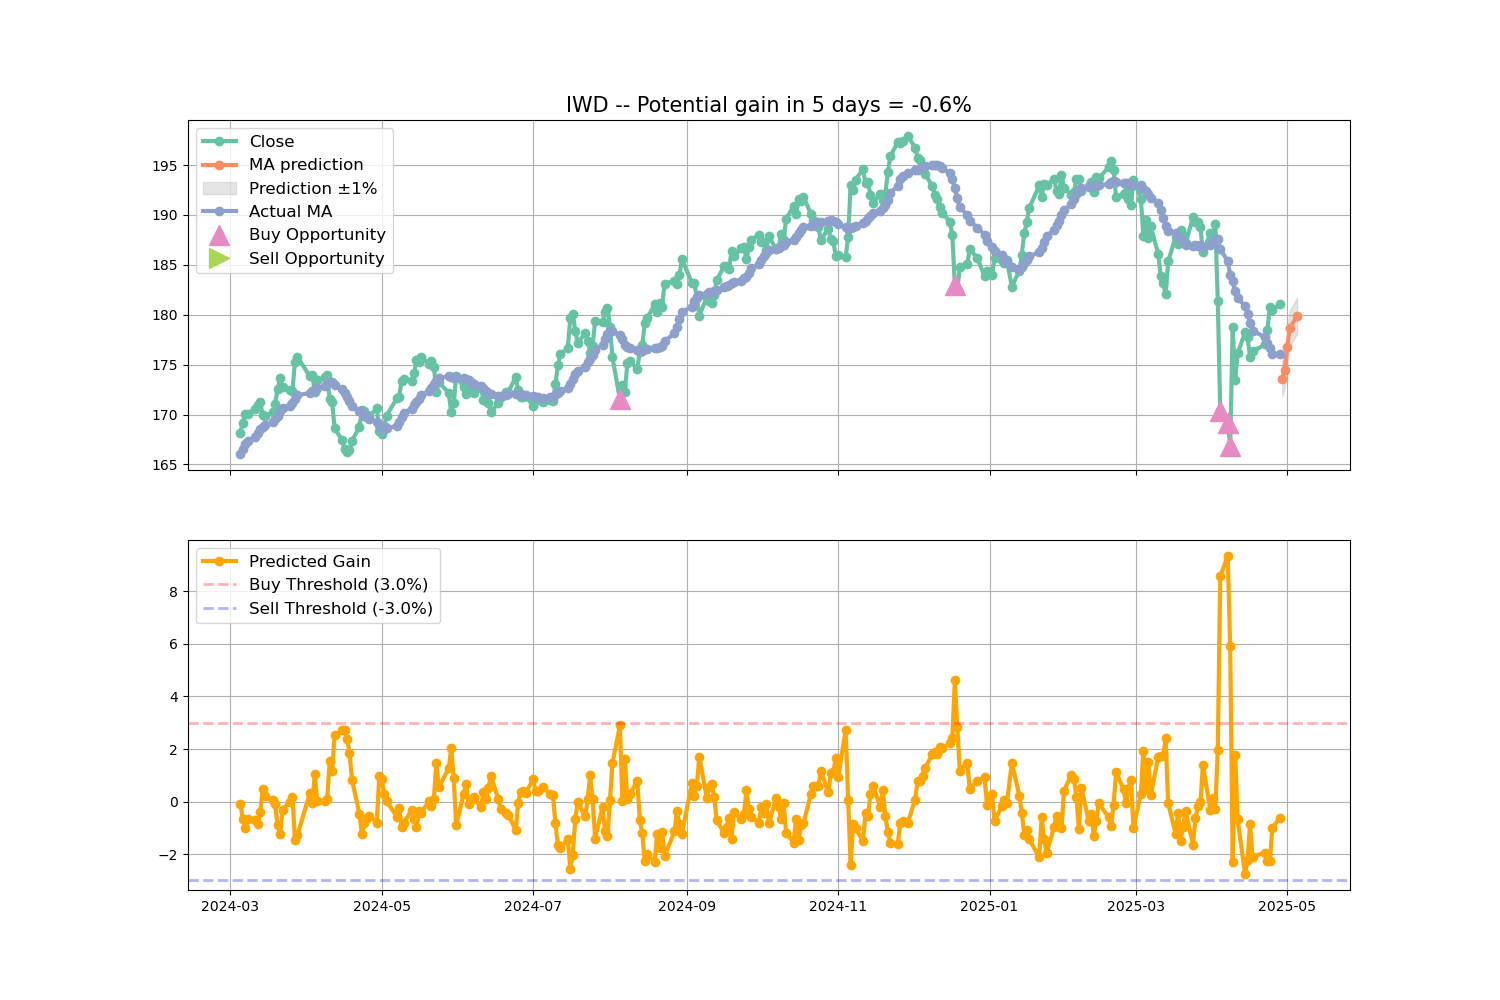 IWD -- Potential gain in 5 days = -0.6%
Close
MA prediction
Prediction ±1%
Actual MA
Buy Opportunity
Sell Opportunity
195
190
185
180
175
170
165
Predicted Gain
Buy Threshold (3.0%)
Sell Threshold (-3.0%)
8
6
4
2
0
−2
2024-03 2024-05 2024-07 2024-09 2024-11 2025-01 2025-03 2025-05